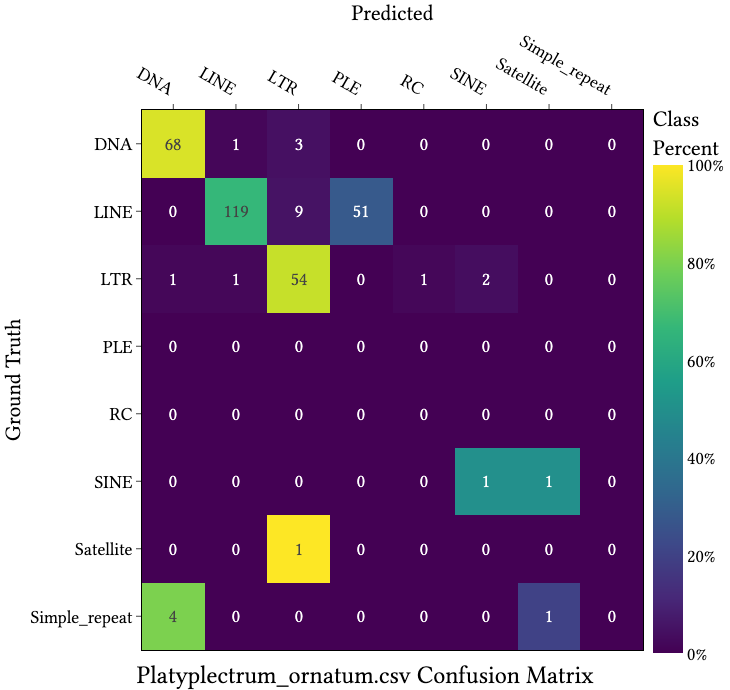 Predicted
DNA LINE LTR PLE RC SINE Satellite Simple_repeat
DNA 68 1 3 0 0 0 0 0
LINE 0 119 9 51 0 0 0 0
LTR 1 1 54 0 1 2 0 0
PLE 0 0 0 0 0 0 0 0
RC 0 0 0 0 0 0 0 0
SINE 0 0 0 0 0 1 1 0
Satellite 0 0 1 0 0 0 0 0
Simple_repeat 4 0 0 0 0 0 1 0
Ground Truth
Class
Percent
100%
80%
60%
40%
20%
0%
Platyplectrum_ornatum.csv Confusion Matrix